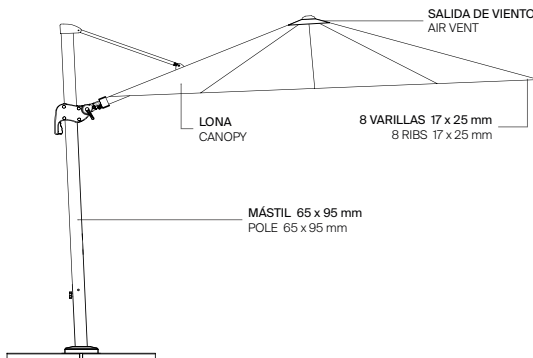 SALIDA DE VIENTO
AIR VENT
LONA
CANOPY
8 VARILLAS 17 x 25 mm
8 RIBS 17 x 25 mm
MÁSTIL 65 x 95 mm
POLE 65 x 95 mm